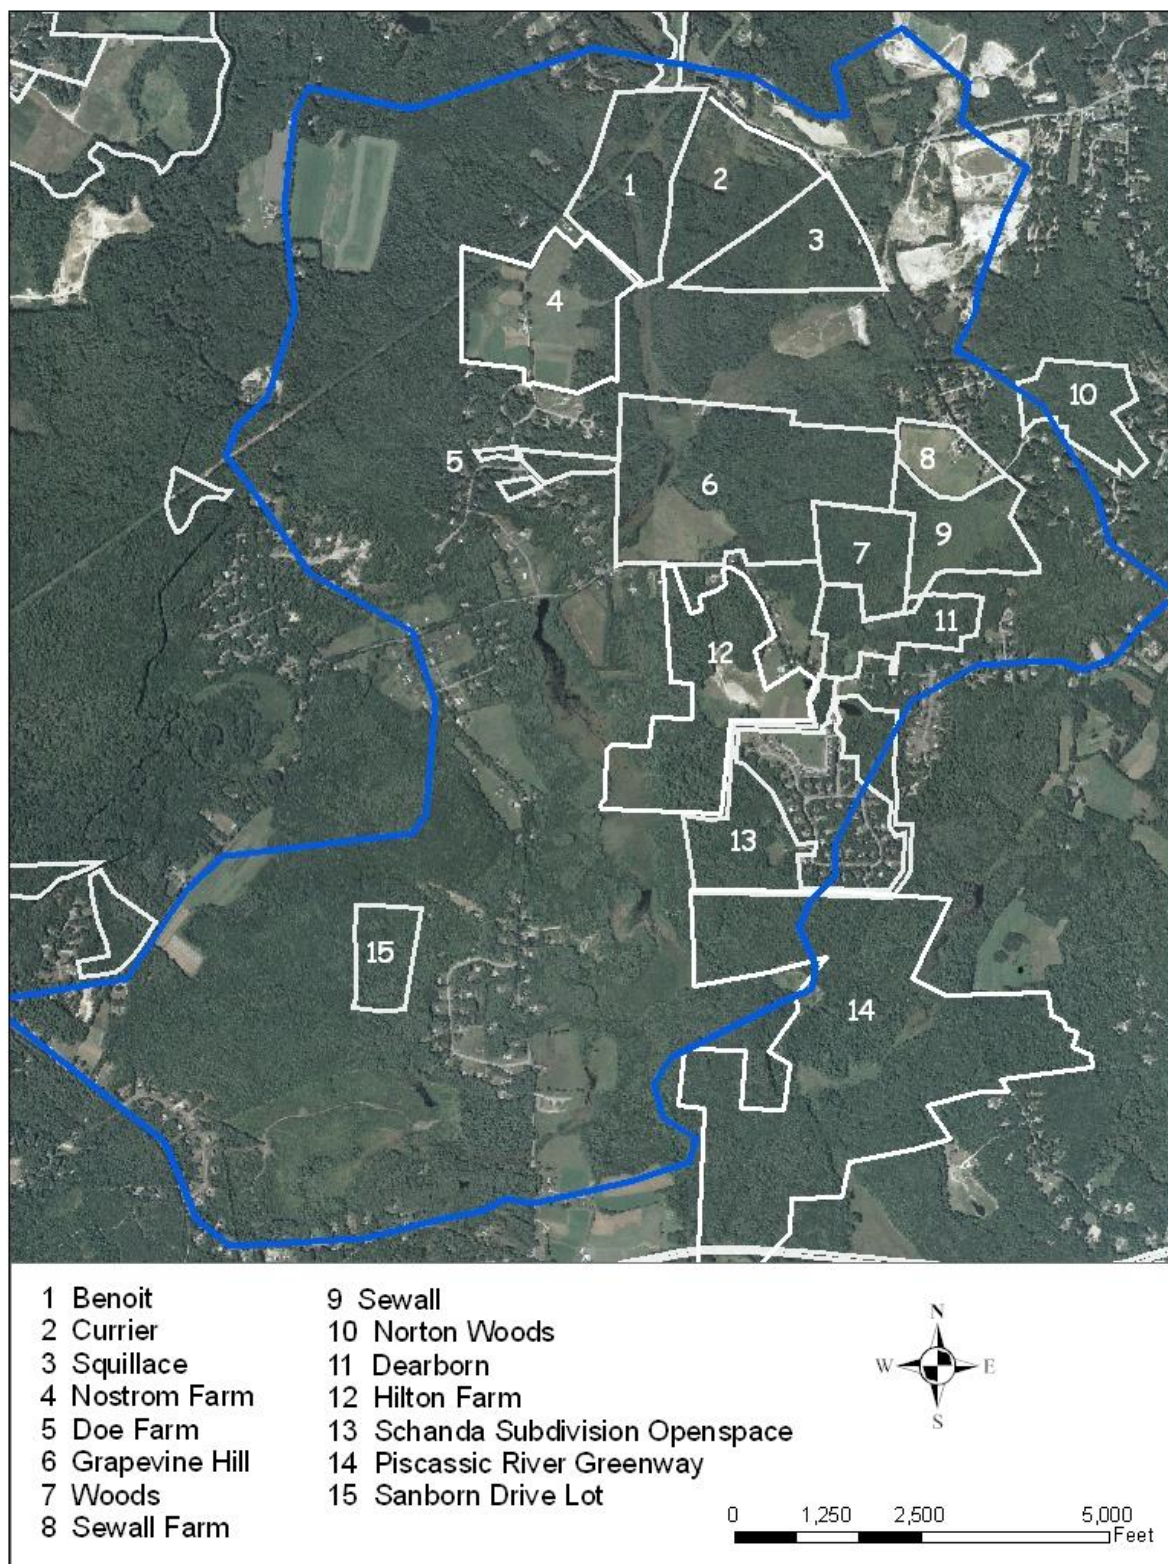 1
2
3
4
5
6
7
8
9
10
11
12
13
14
15
1 Benoit
2 Currier
3 Squillace
4 Nostrom Farm
5 Doe Farm
6 Grapevine Hill
7 Woods
8 Sewall Farm
9 Sewall
10 Norton Woods
11 Dearborn
12 Hilton Farm
13 Schanda Subdivision Openspace
14 Piscassic River Greenway
15 Sanborn Drive Lot
N
W E
S
0 1,250 2,500 5,000
Feet